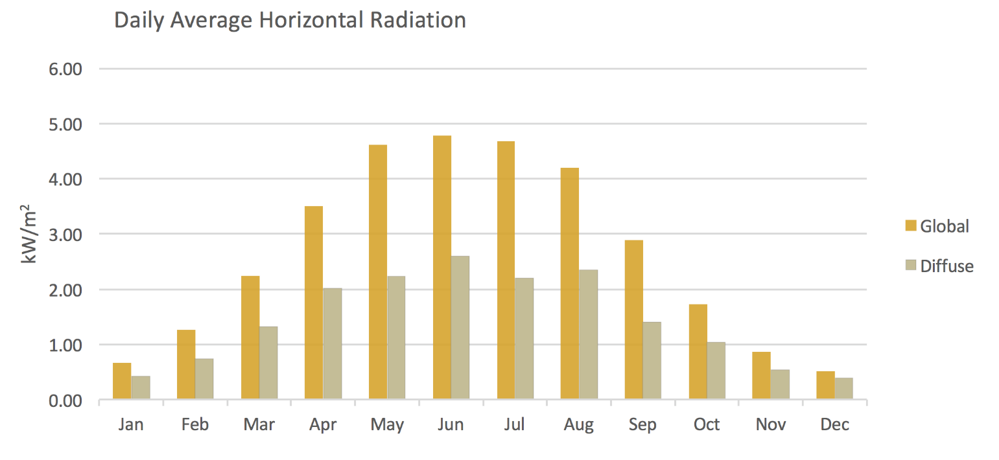 Daily Average Horizontal Radiation
6.00
5.00
4.00
3.00
2.00
1.00
0.00
kW/m²
Jan Feb Mar Apr May Jun Jul Aug Sep Oct Nov Dec
Global
Diffuse